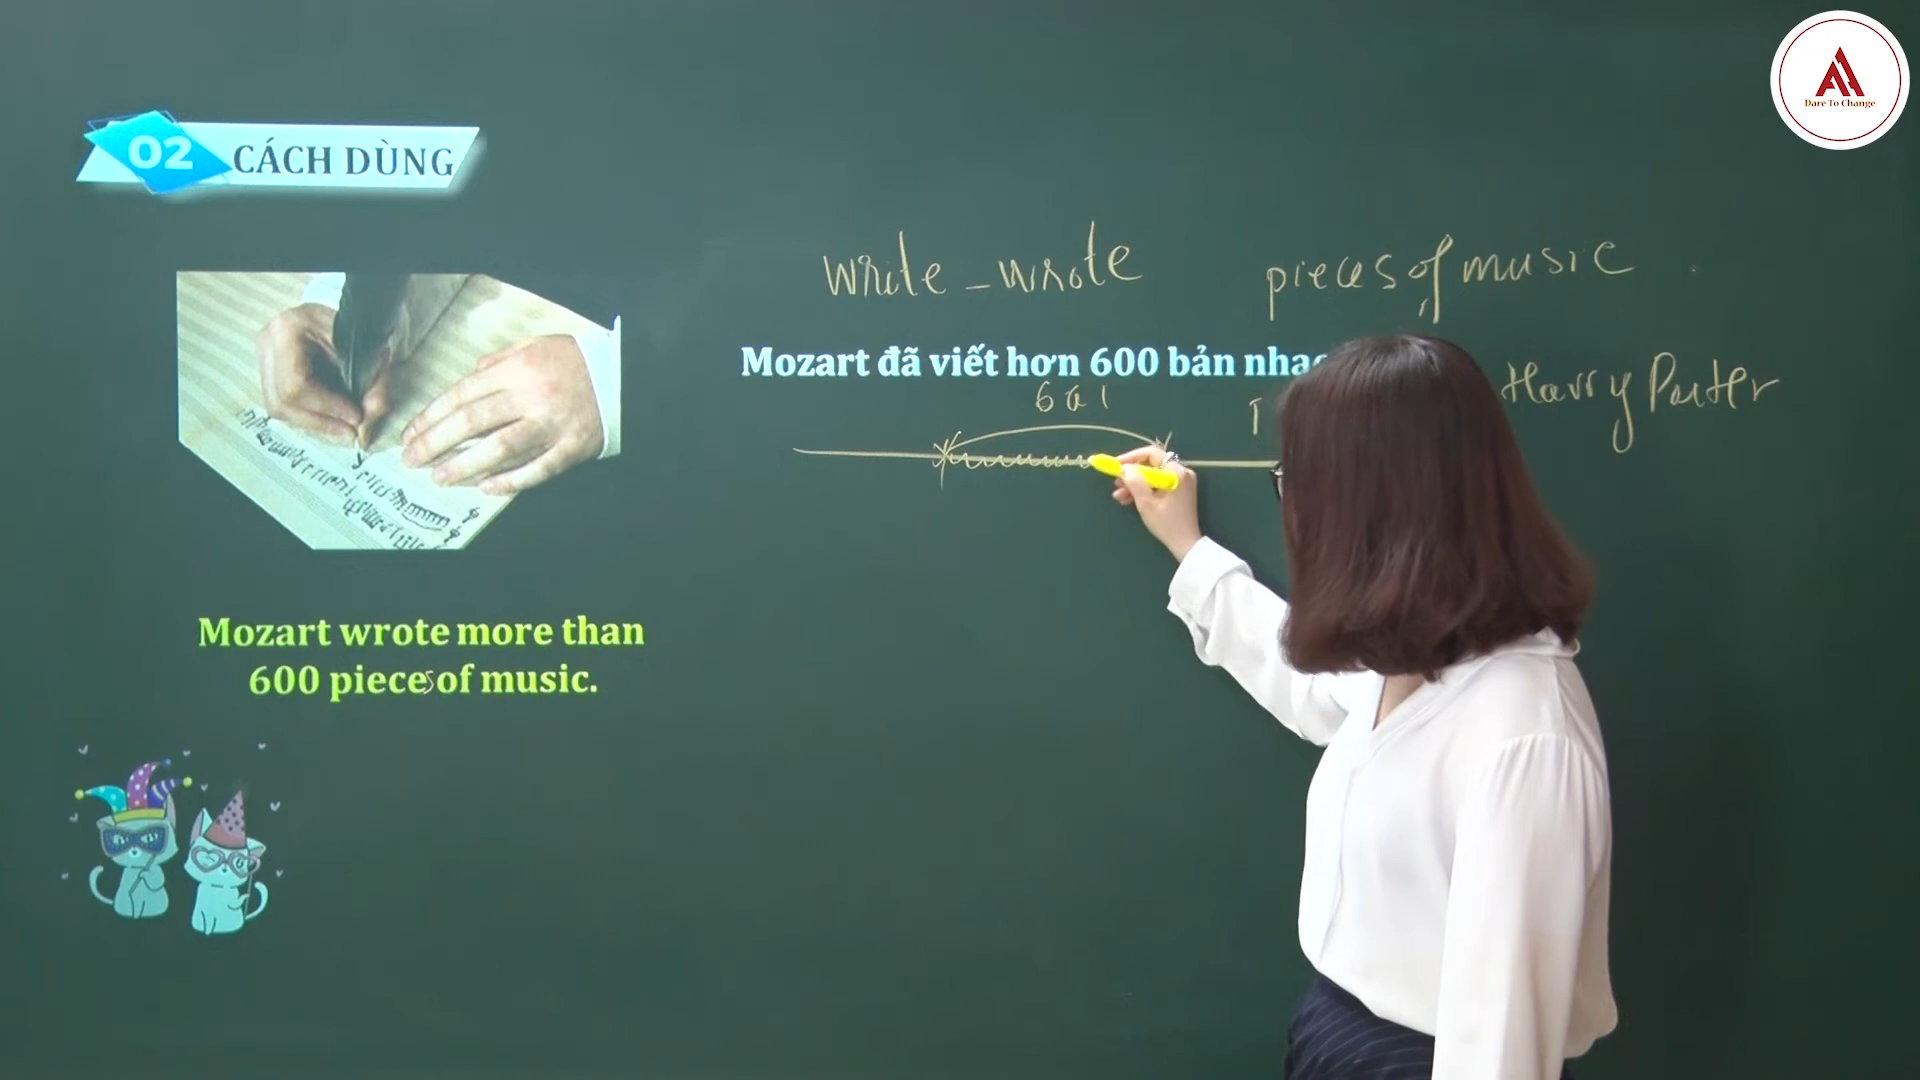 Dare To Change
02 CÁCH DÙNG
write - wrote
pieces of music
Mozart đã viết hơn 600 bản nhạc
Harry Potter
Mozart wrote more than
600 pieces of music.